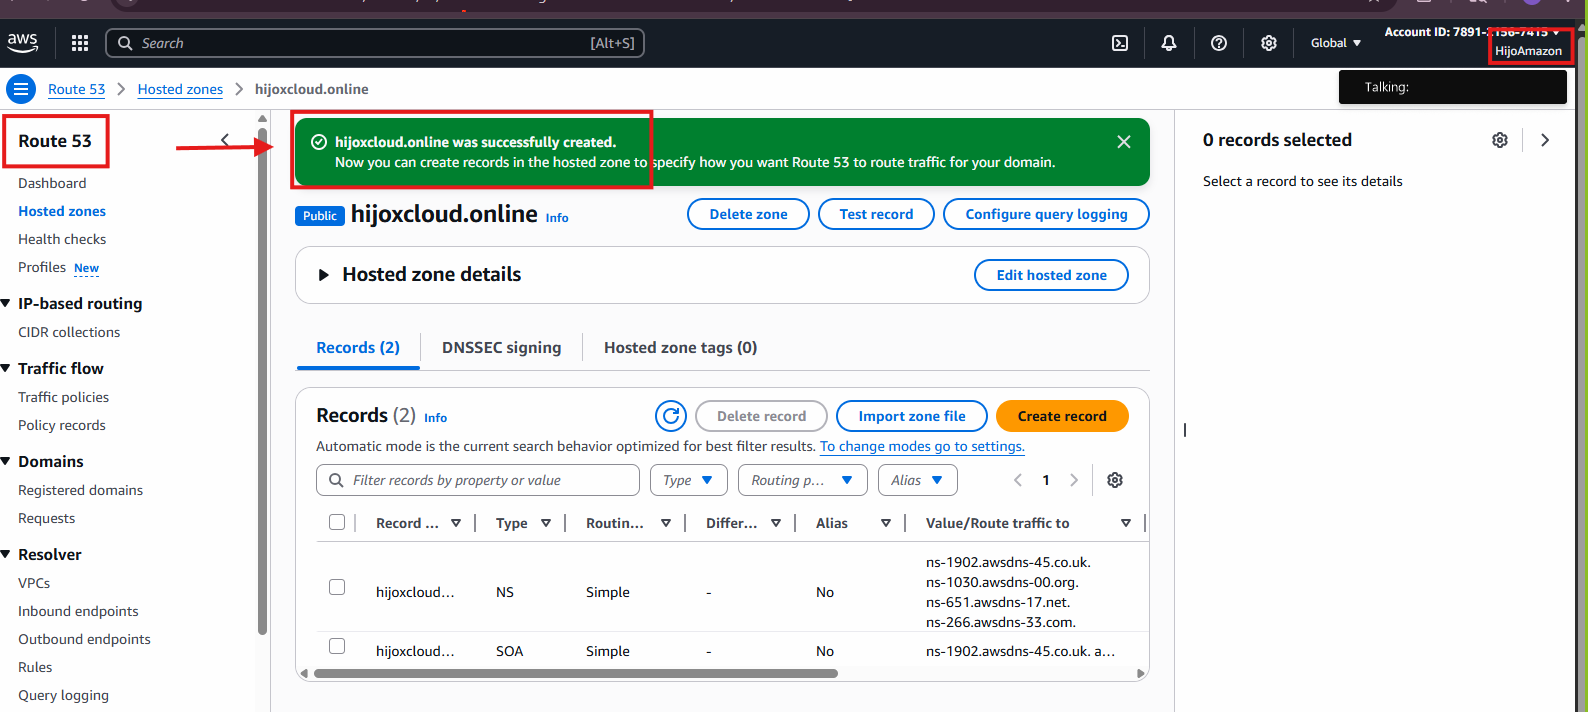 aws
Search
[Alt+S]
Global
Account ID: 7891-2156-7415
HijoAmazon
Route 53
Hosted zones
hijoxcloud.online
Talking:
Route 53
Dashboard
Hosted zones
Health checks
Profiles New
IP-based routing
CIDR collections
Traffic flow
Traffic policies
Policy records
Domains
Registered domains
Requests
Resolver
VPCs
Inbound endpoints
Outbound endpoints
Rules
Query logging
hijoxcloud.online was successfully created.
Now you can create records in the hosted zone to specify how you want Route 53 to route traffic for your domain.
Public hijoxcloud.online Info
Delete zone
Test record
Configure query logging
Hosted zone details
Edit hosted zone
Records (2)
DNSSEC signing
Hosted zone tags (0)
Records (2) Info
Delete record
Import zone file
Create record
Automatic mode is the current search behavior optimized for best filter results. To change modes go to settings.
Filter records by property or value
Type
Routing p...
Alias
1
Record ... Type Routin... Differ... Alias Value/Route traffic to
hijoxcloud... NS Simple - No
ns-1902.awsdns-45.co.uk.
ns-1030.awsdns-00.org.
ns-651.awsdns-17.net.
ns-266.awsdns-33.com.
hijoxcloud... SOA Simple - No ns-1902.awsdns-45.co.uk. a...
0 records selected
Select a record to see its details